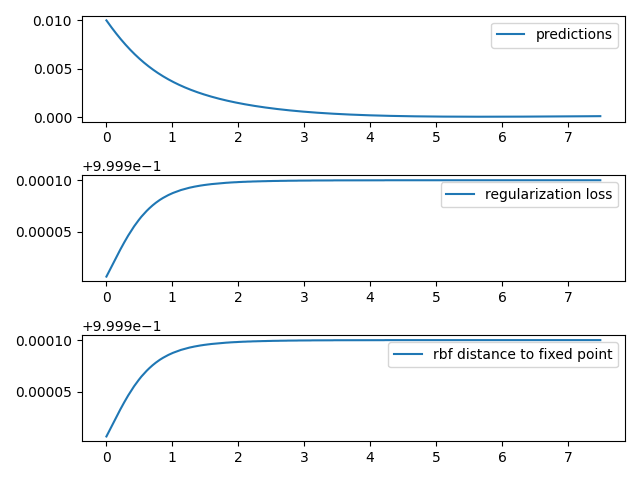 0.010
predictions
0.005
0.000
0 1 2 3 4 5 6 7
+9.999e−1
0.00010
regularization loss
0.00005
0 1 2 3 4 5 6 7
+9.999e−1
0.00010
rbf distance to fixed point
0.00005
0 1 2 3 4 5 6 7